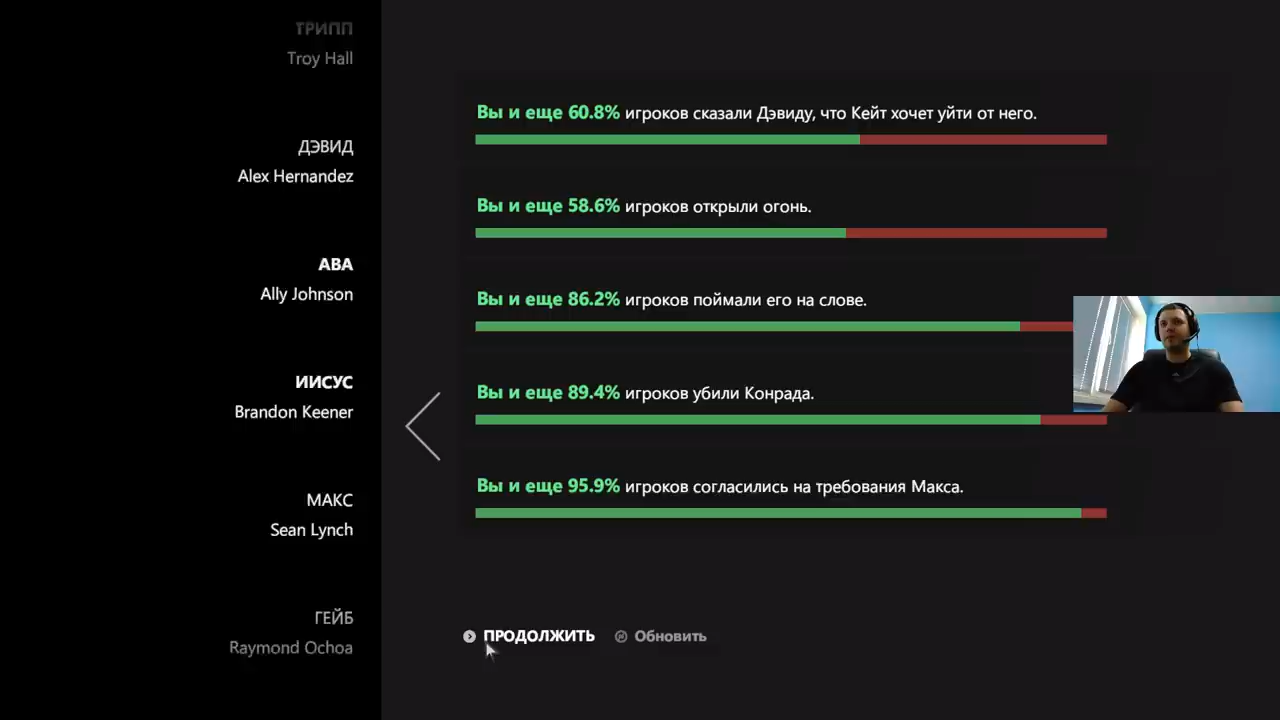 ТРИПП
Troy Hall
ДЭВИД
Alex Hernandez
АВА
Ally Johnson
ИИСУС
Brandon Keener
МАКС
Sean Lynch
ГЕЙБ
Raymond Ochoa
Вы и еще 60.8% игроков сказали Дэвиду, что Кейт хочет уйти от него.
Вы и еще 58.6% игроков открыли огонь.
Вы и еще 86.2% игроков поймали его на слове.
Вы и еще 89.4% игроков убили Конрада.
Вы и еще 95.9% игроков согласились на требования Макса.
ПРОДОЛЖИТЬ Обновить